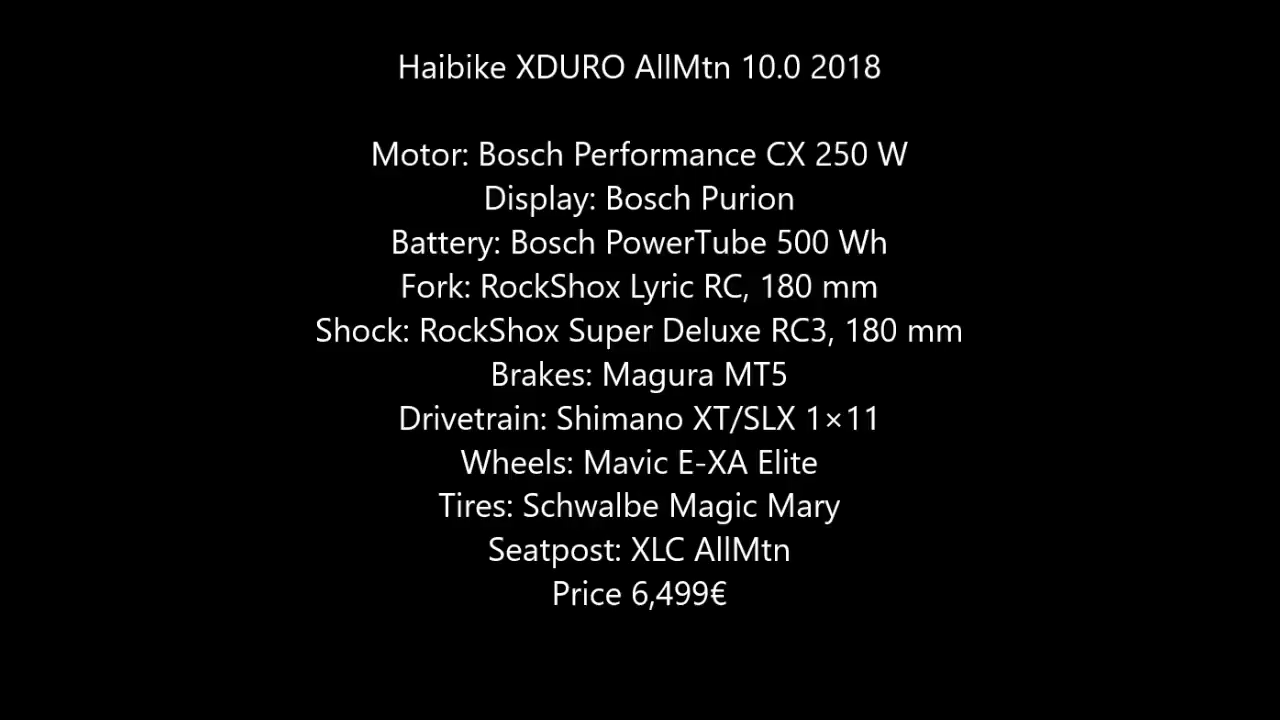 Haibike XDURO AllMtn 10.0 2018
Motor: Bosch Performance CX 250 W
Display: Bosch Purion
Battery: Bosch PowerTube 500 Wh
Fork: RockShox Lyric RC, 180 mm
Shock: RockShox Super Deluxe RC3, 180 mm
Brakes: Magura MT5
Drivetrain: Shimano XT/SLX 1×11
Wheels: Mavic E-XA Elite
Tires: Schwalbe Magic Mary
Seatpost: XLC AllMtn
Price 6,499€